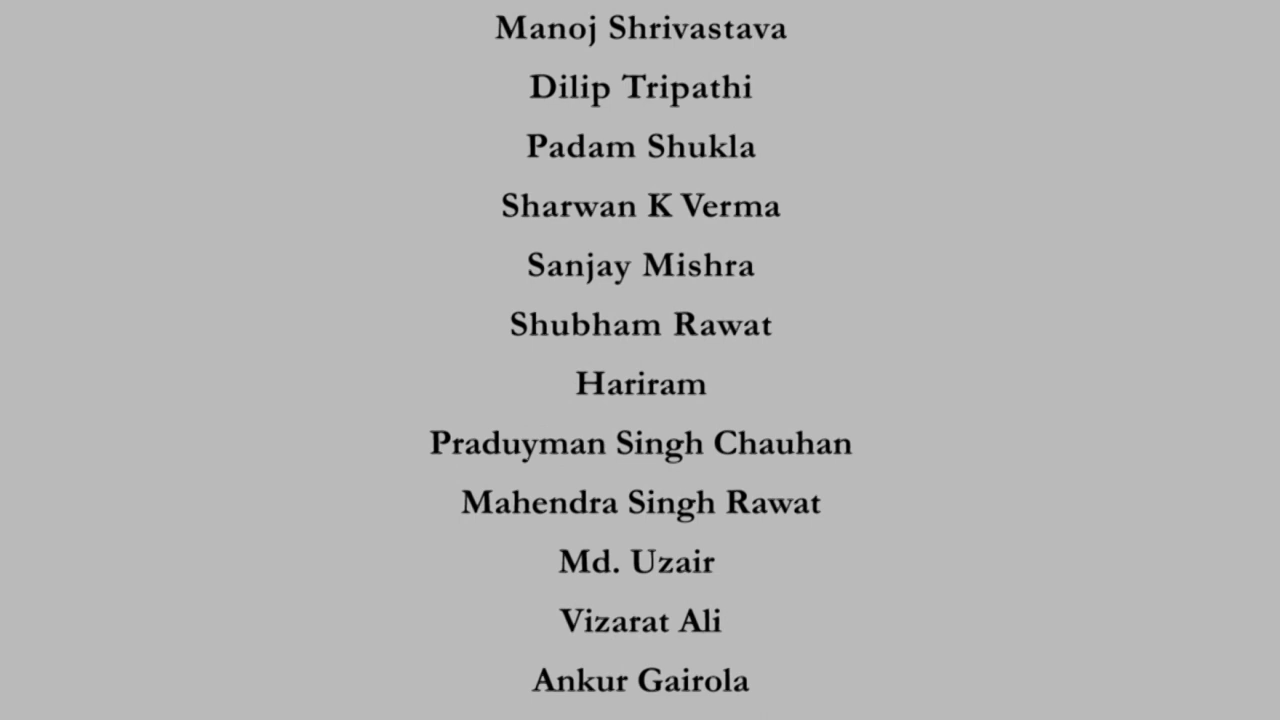 Manoj Shrivastava
Dilip Tripathi
Padam Shukla
Sharwan K Verma
Sanjay Mishra
Shubham Rawat
Hariram
Praduyman Singh Chauhan
Mahendra Singh Rawat
Md. Uzair
Vizarat Ali
Ankur Gairola